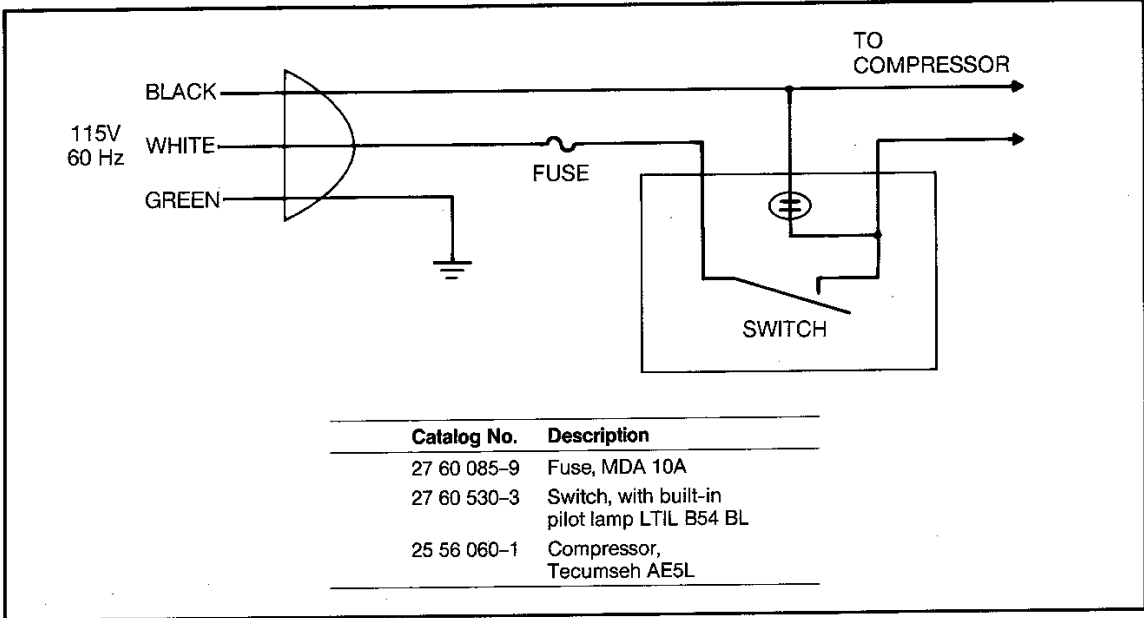 TO
COMPRESSOR
BLACK
115V
60 Hz
WHITE
FUSE
GREEN
SWITCH
Catalog No. Description
27 60 085–9 Fuse, MDA 10A
27 60 530–3 Switch, with built-in
pilot lamp LTIL B54 BL
25 56 060–1 Compressor,
Tecumseh AE5L